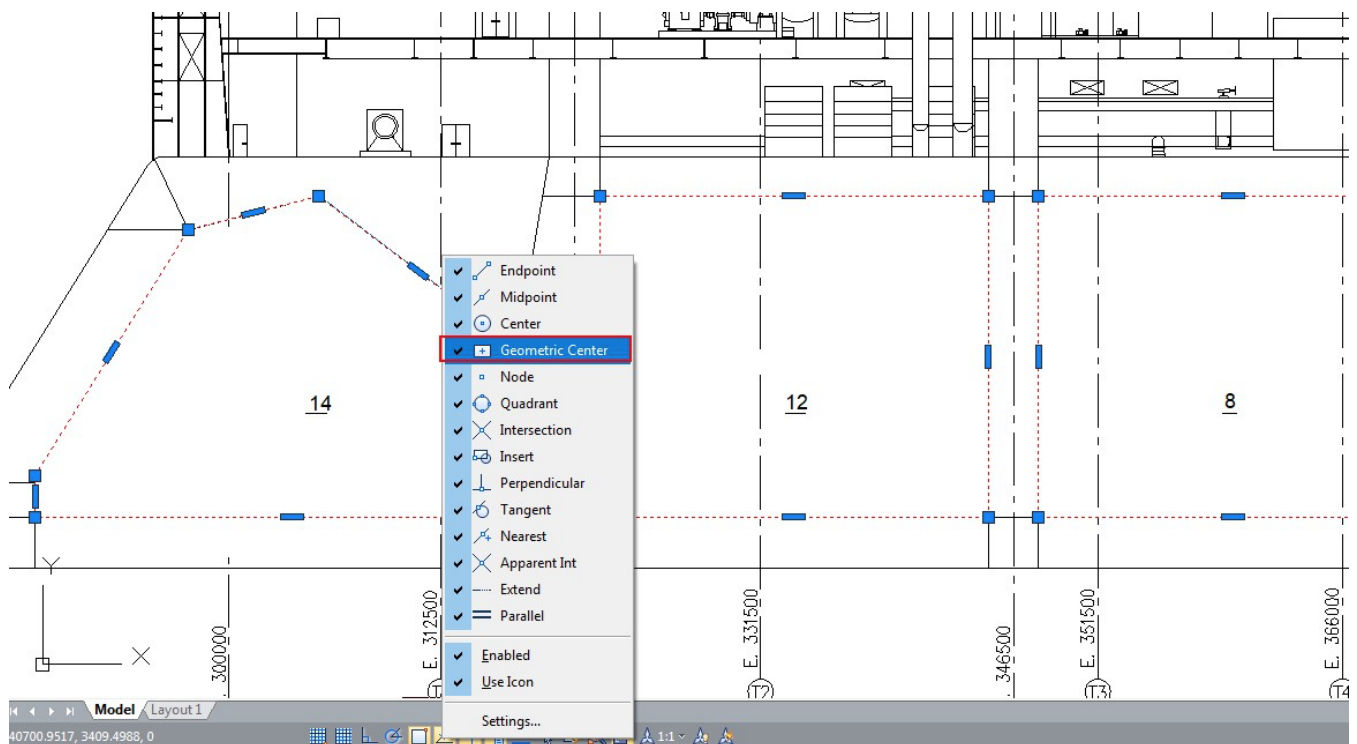 Endpoint
Midpoint
Center
Geometric Center
Node
Quadrant
Intersection
Insert
Perpendicular
Tangent
Nearest
Apparent Int
Extend
Parallel
Enabled
Use Icon
Settings...
14
12
8
Y
X
300000
E. 312500
E. 331500
346500
E. 351500
E. 366000
T2
T3
T4
Model
Layout 1
40700.9517, 3409.4988, 0
1:1